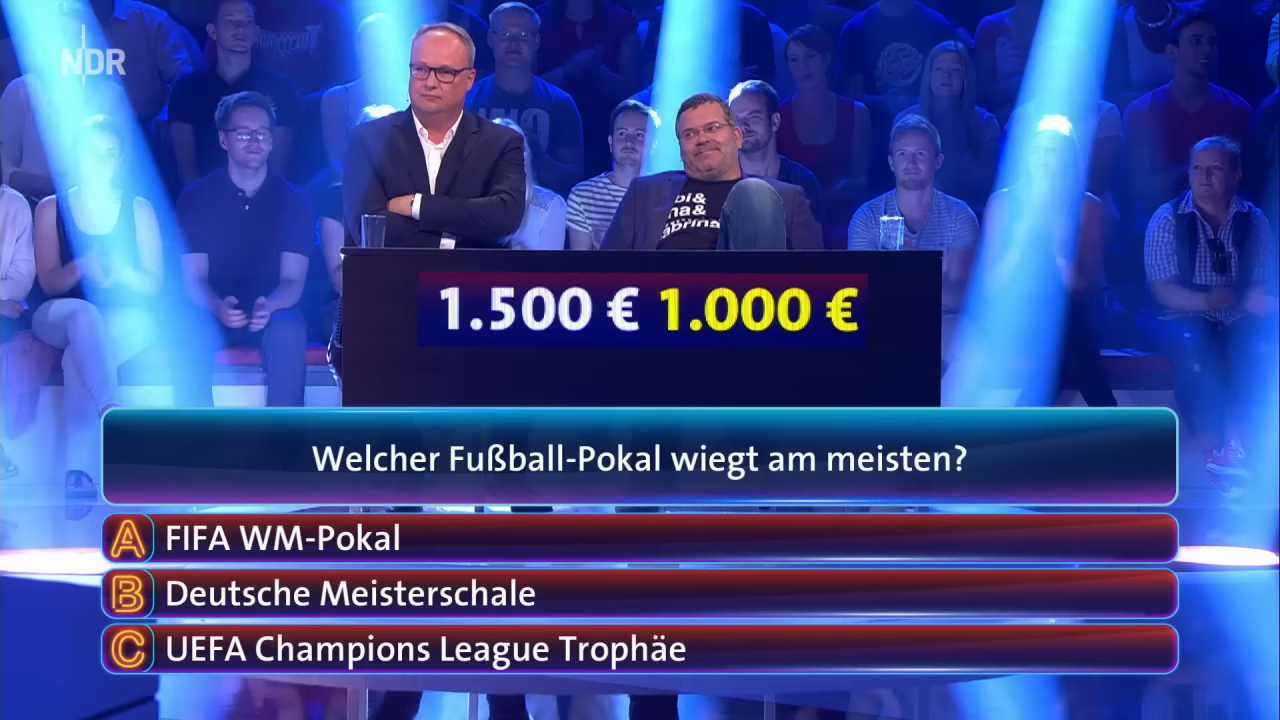 NDR
1.500 € 1.000 €
Welcher Fußball-Pokal wiegt am meisten?
A FIFA WM-Pokal
B Deutsche Meisterschale
C UEFA Champions League Trophäe